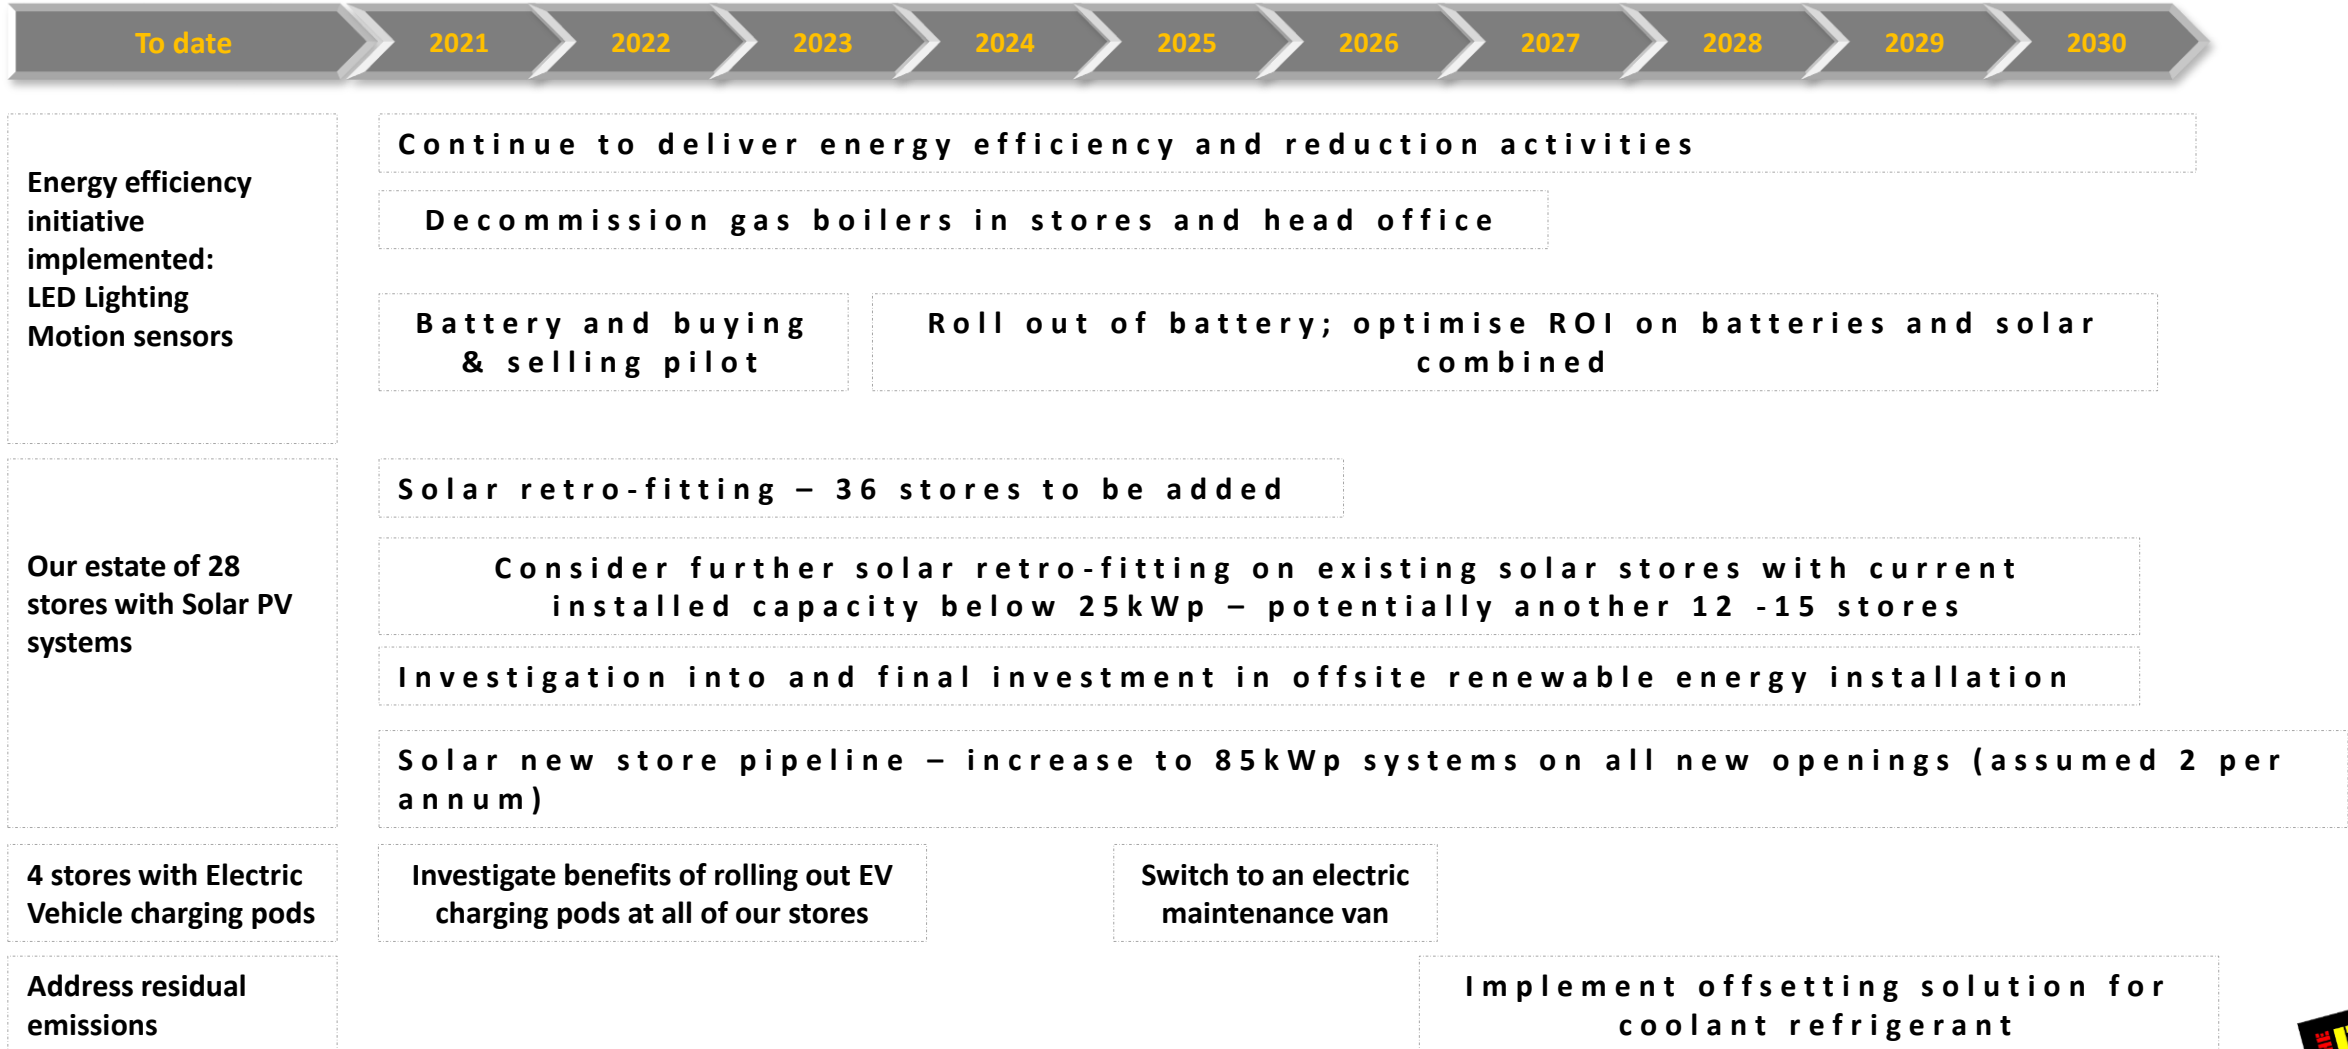 To date 2021 2022 2023 2024 2025 2026 2027 2028 2029 2030
Energy efficiency
initiative
implemented:
LED Lighting
Motion sensors
Continue to deliver energy efficiency and reduction activities
Decommission gas boilers in stores and head office
Battery and buying
& selling pilot
Roll out of battery; optimise ROI on batteries and solar
combined
Our estate of 28
stores with Solar PV
systems
Solar retro-fitting – 36 stores to be added
Consider further solar retro-fitting on existing solar stores with current
installed capacity below 25kWp – potentially another 12 -15 stores
Investigation into and final investment in offsite renewable energy installation
Solar new store pipeline – increase to 85kWp systems on all new openings (assumed 2 per
annum)
4 stores with Electric
Vehicle charging pods
Investigate benefits of rolling out EV
charging pods at all of our stores
Switch to an electric
maintenance van
Address residual
emissions
Implement offsetting solution for
coolant refrigerant